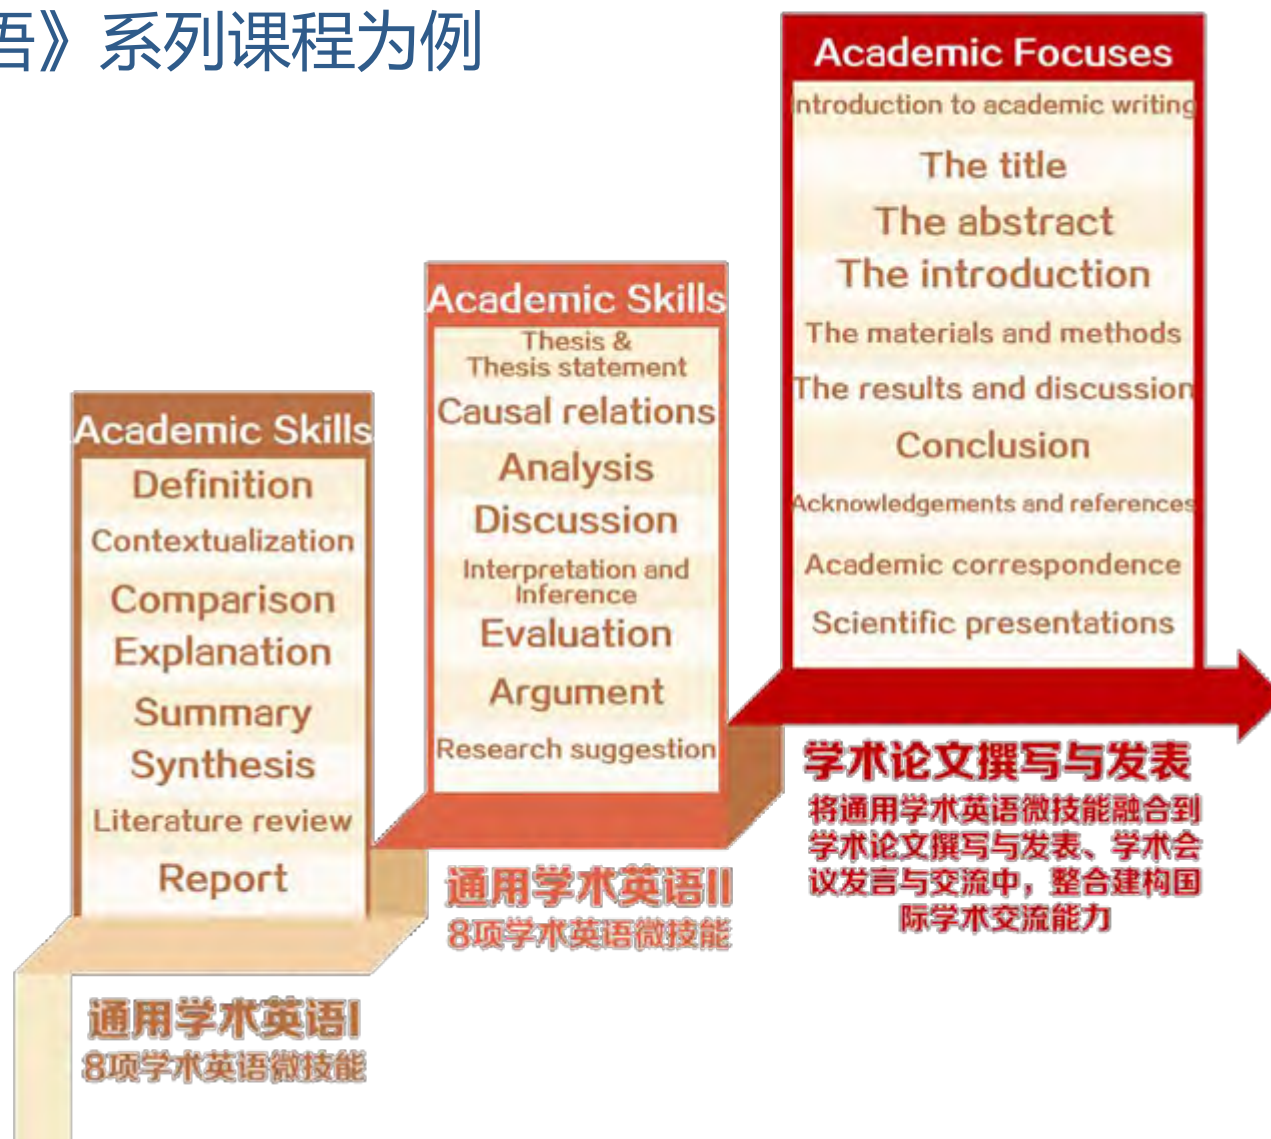 语》系列课程为例
Academic Skills
Definition
Contextualization
Comparison
Explanation
Summary
Synthesis
Literature review
Report
通用学术英语I
8项学术英语微技能
Academic Skills
Thesis &
Thesis statement
Causal relations
Analysis
Discussion
Interpretation and
Inference
Evaluation
Argument
Research suggestion
通用学术英语II
8项学术英语微技能
Academic Focuses
Introduction to academic writing
The title
The abstract
The introduction
The materials and methods
The results and discussion
Conclusion
Acknowledgements and references
Academic correspondence
Scientific presentations
学术论文撰写与发表
将通用学术英语微技能融合到
学术论文撰写与发表、学术会
议发言与交流中，整合建构国
际学术交流能力